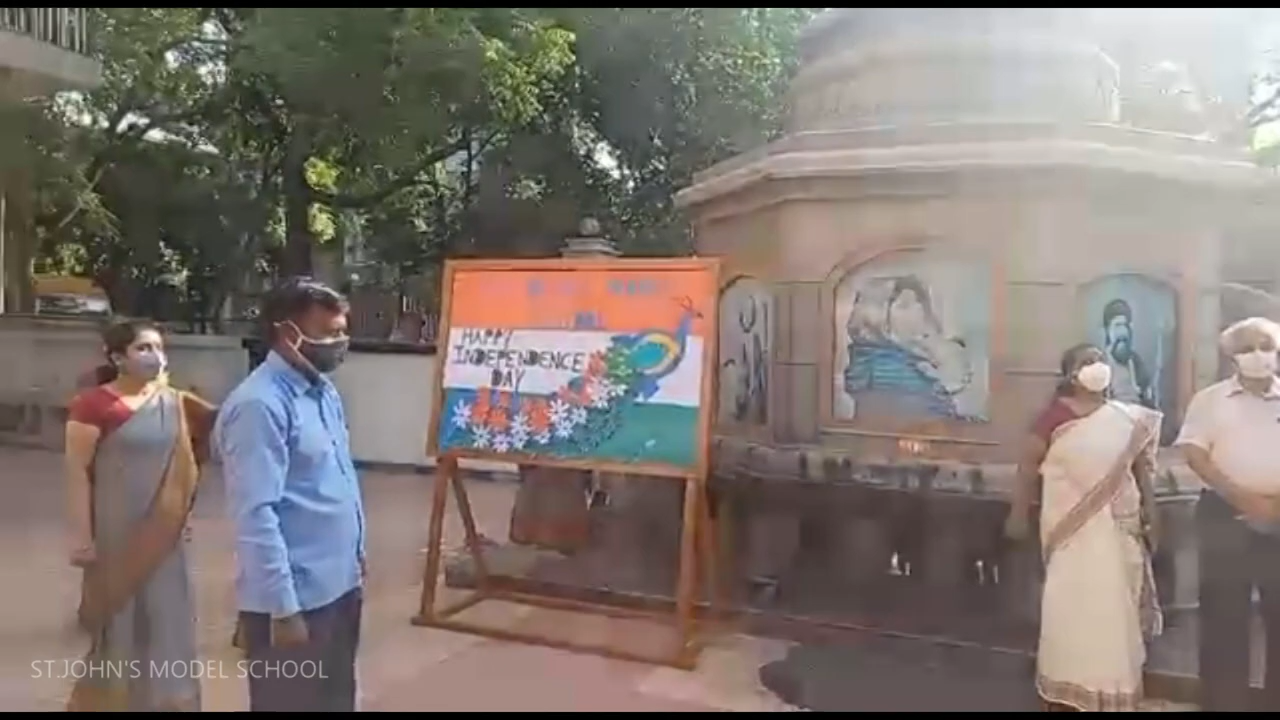 HAPPY
INDEPENDENCE
DAY
ST.JOHN'S MODEL SCHOOL